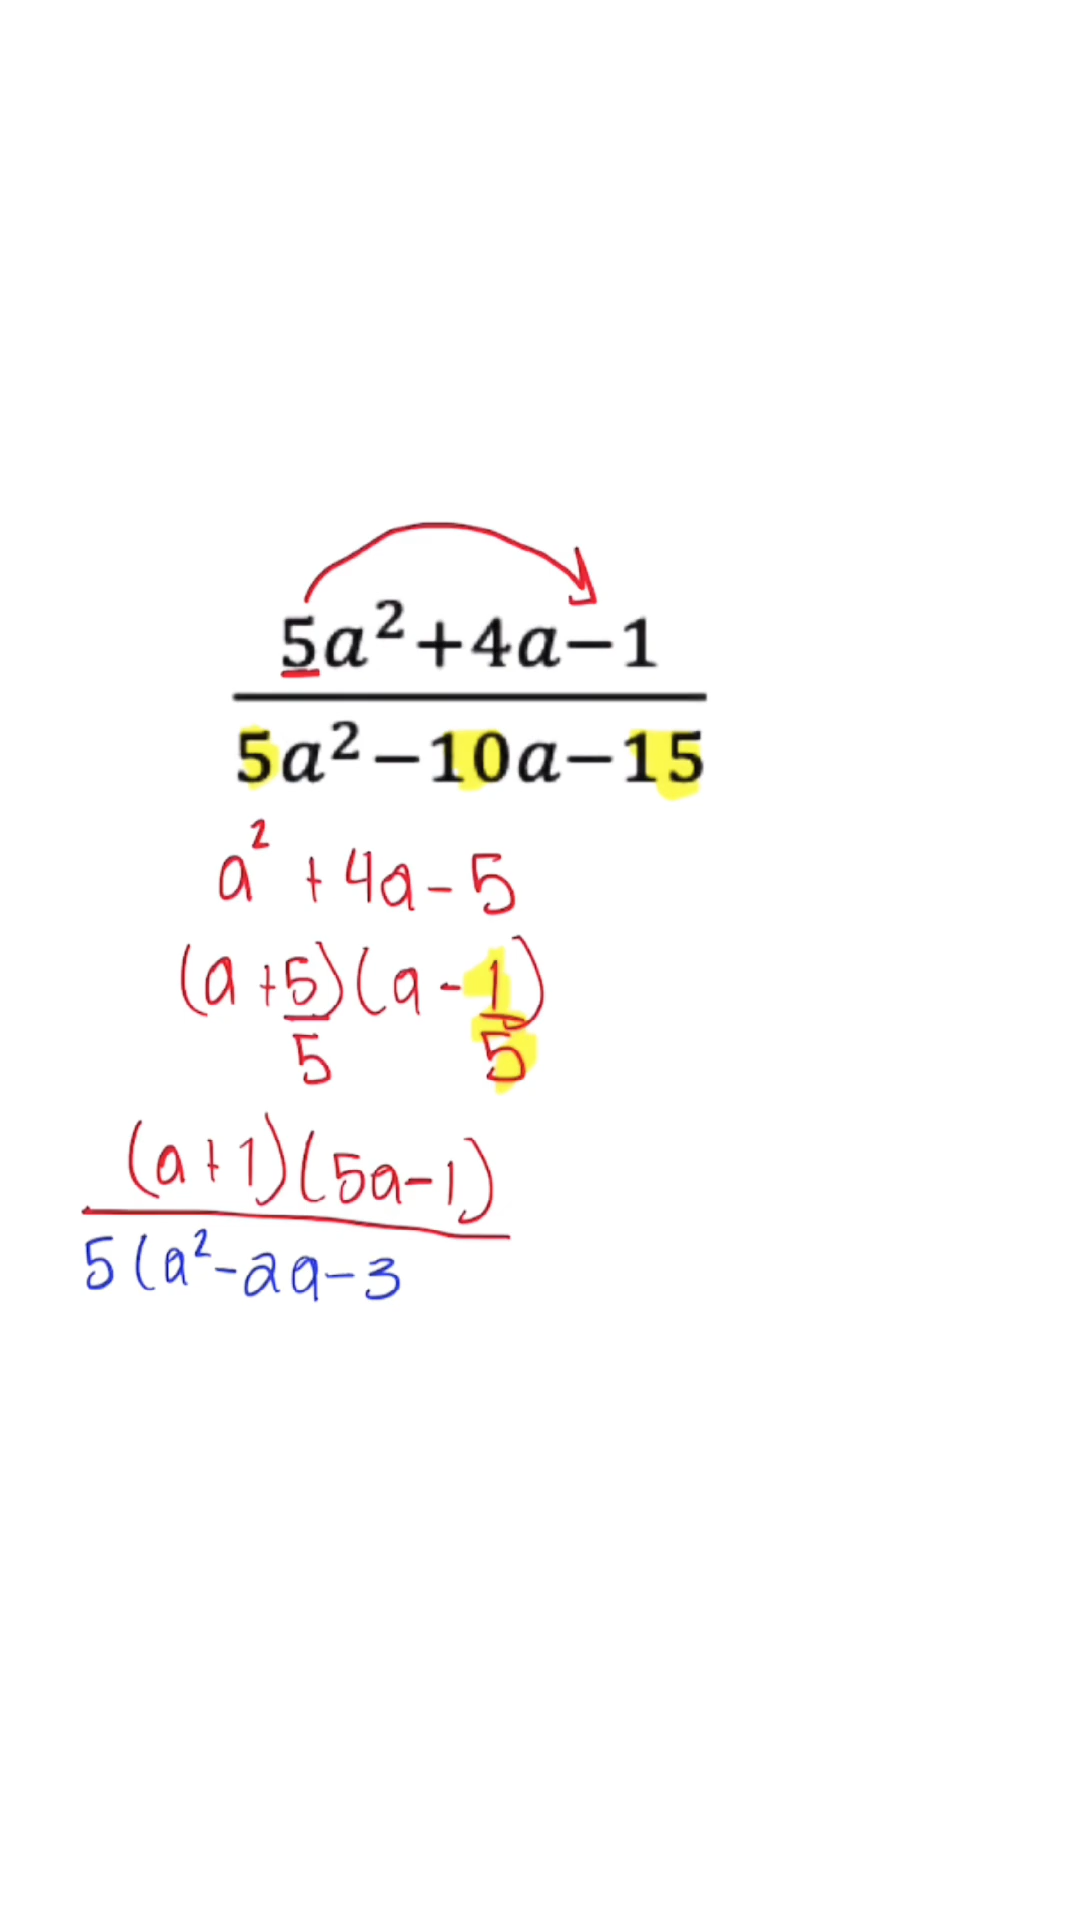 5a²+4a−1
5a²−10a−15
a² + 4a - 5
(a + 5)(a - 1)
5 5
(a + 1)(5a - 1)
5(a² - 2a - 3